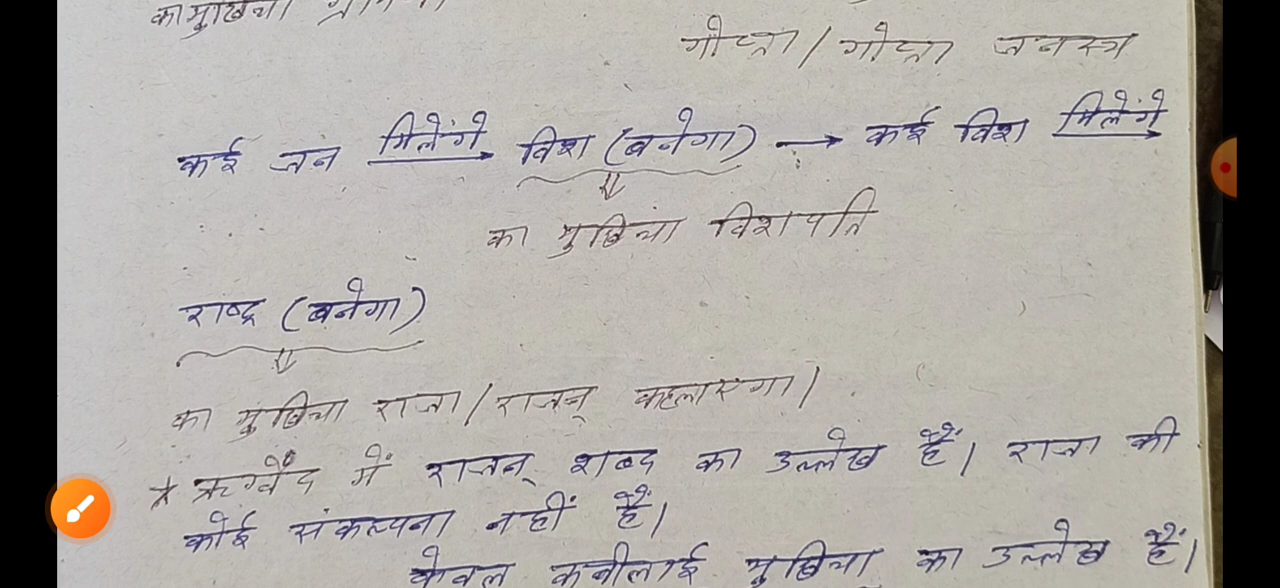 का मुखिया
गोप्ता / गोप्ता जनस्य
कई जन मिलेंगे → विश (बनेगा) → कई विश मिलेंगे →
⇓
का मुखिया विशपति
राष्ट्र (बनेगा)
⇓
का मुखिया राजा / राजन् कहलाएगा।
* ऋग्वेद में राजन् शब्द का उल्लेख हैं। राजा की
कोई संकल्पना नहीं हैं।
केवल कबीलाई मुखिया का उल्लेख हैं।